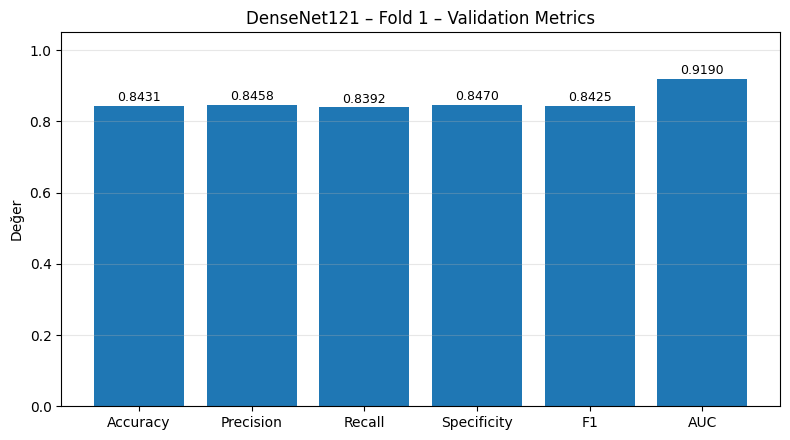 DenseNet121 – Fold 1 – Validation Metrics
Değer
1.0
0.8
0.6
0.4
0.2
0.0
0.8431
0.8458
0.8392
0.8470
0.8425
0.9190
Accuracy
Precision
Recall
Specificity
F1
AUC